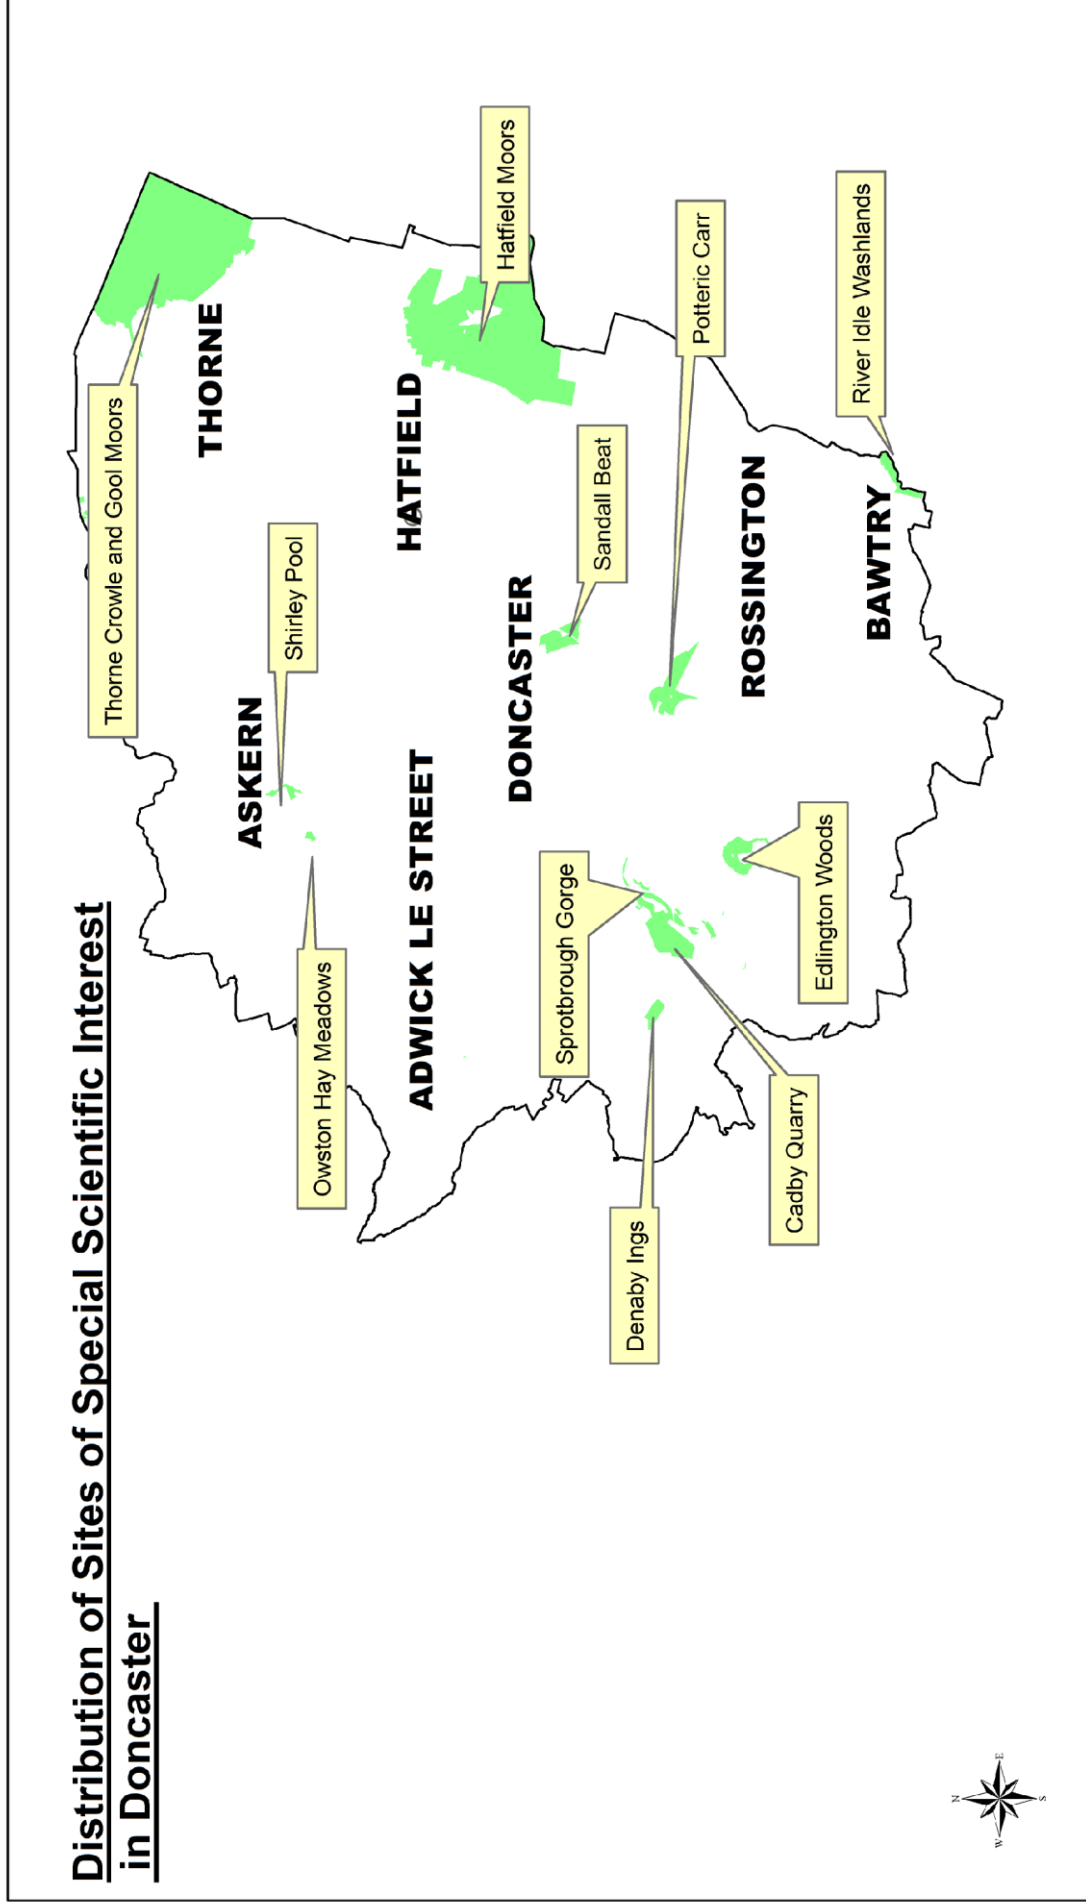 Distribution of Sites of Special Scientific Interest
in Doncaster
Thorne Crowle and Gool Moors
THORNE
Shirley Pool
ASKERN
Owston Hay Meadows
HATFIELD
Hatfield Moors
ADWICK LE STREET
DONCASTER
Sandall Beat
Sprotbrough Gorge
Potteric Carr
Denaby Ings
ROSSINGTON
Edlington Woods
Cadby Quarry
River Idle Washlands
BAWTRY
N
W
E
S